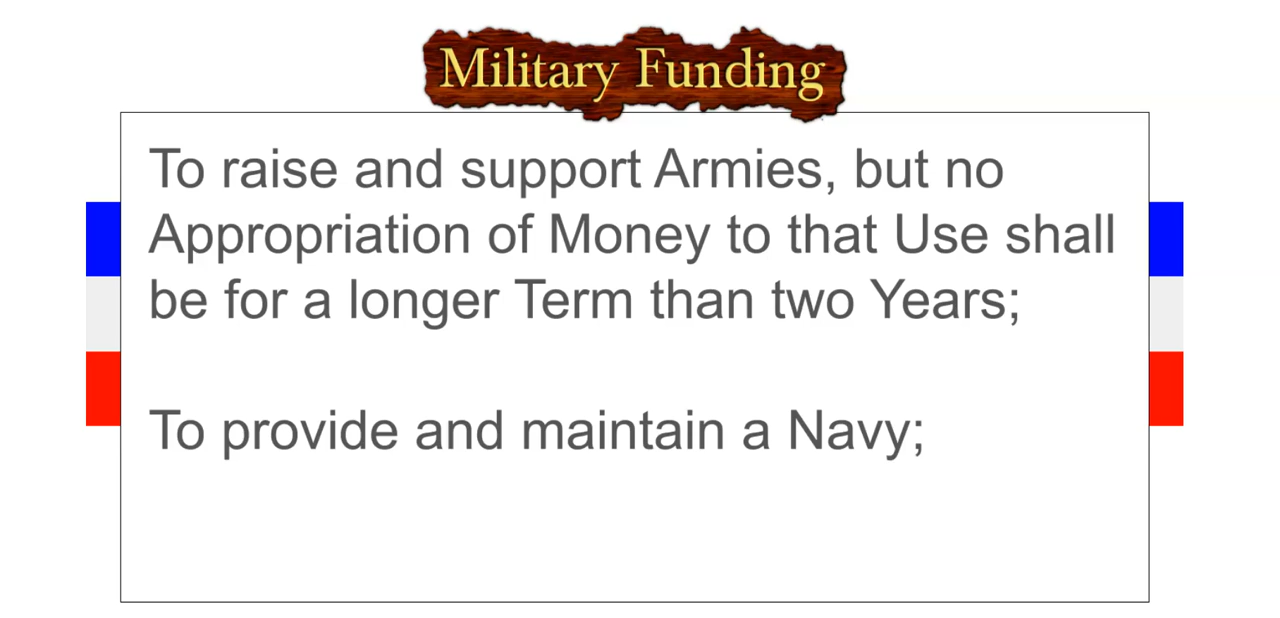 Military Funding
To raise and support Armies, but no
Appropriation of Money to that Use shall
be for a longer Term than two Years;
To provide and maintain a Navy;